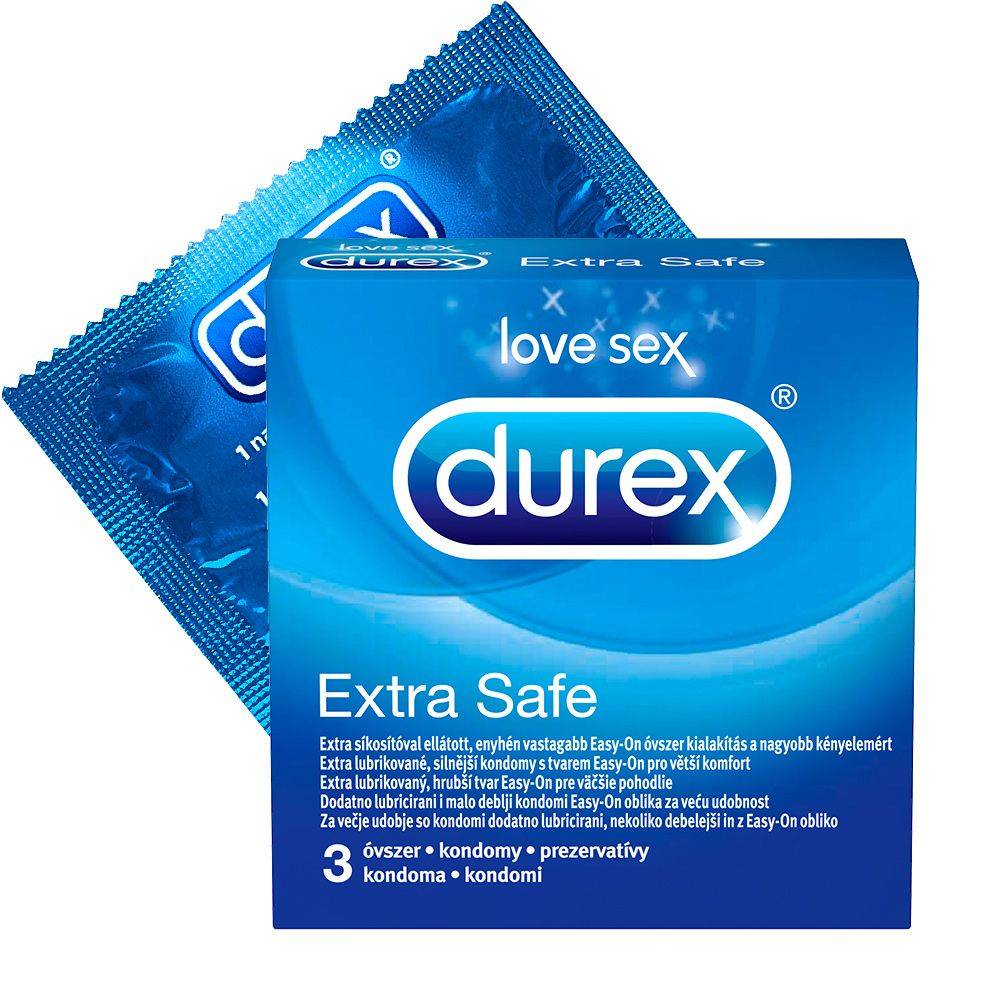 ®
love sex
durex® Extra Safe
love sex
durex®
Extra Safe
Extra síkosítóval ellátott, enyhén vastagabb Easy-On óvszer kialakítás a nagyobb kényelemért
Extra lubrikované, silnější kondomy s tvarem Easy-On pro větší komfort
Extra lubrikovaný, hrubší tvar Easy-On pre väčšie pohodlie
Dodatno lubricirani i malo deblji kondomi Easy-On oblika za veću udobnost
Za večje udobje so kondomi dodatno lubricirani, nekoliko debelejši in z Easy-On obliko
3 óvszer • kondomy • prezervatívy
kondoma • kondomi